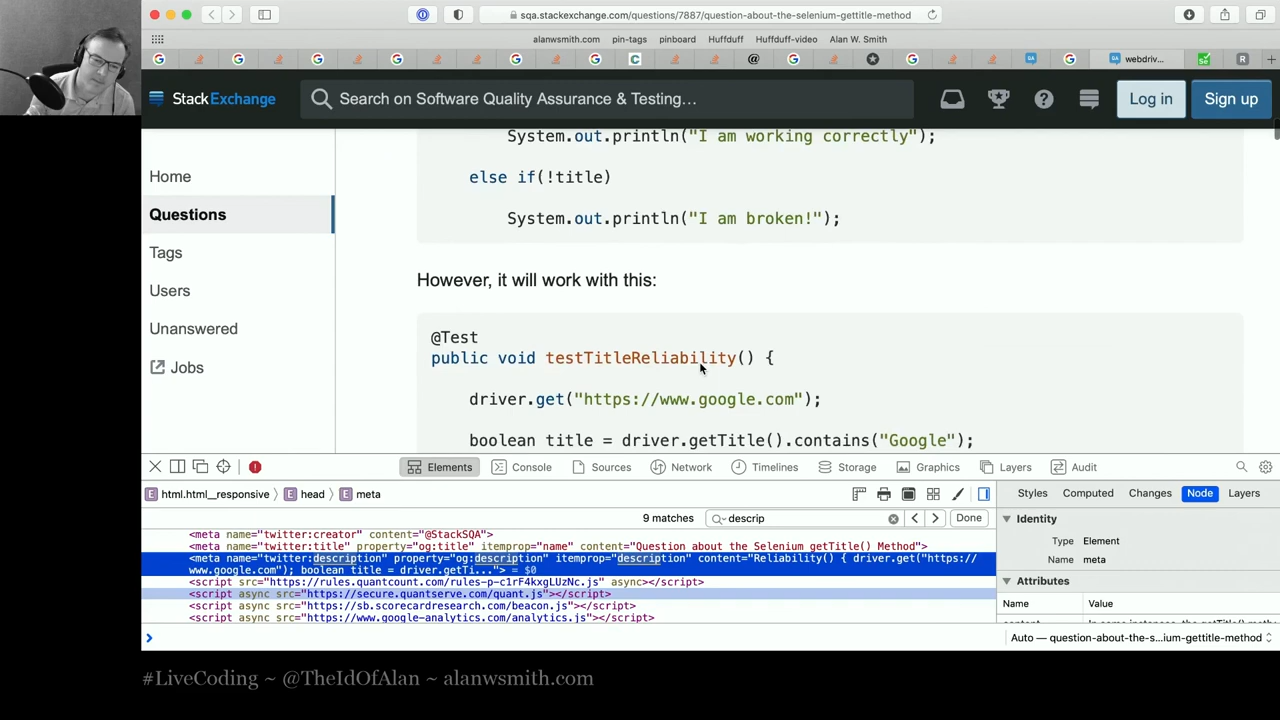 sqa.stackexchange.com/questions/7887/question-about-the-selenium-gettitle-method
alanwsmith.com pin-tags pinboard Huffduff Huffduff-video Alan W. Smith
webdriv...
StackExchange Search on Software Quality Assurance & Testing... Log in Sign up
Home
Questions
Tags
Users
Unanswered
Jobs
System.out.println("I am working correctly");
else if(!title)
System.out.println("I am broken!");
However, it will work with this:
@Test
public void testTitleReliability() {
driver.get("https://www.google.com");
boolean title = driver.getTitle().contains("Google");
Elements Console Sources Network Timelines Storage Graphics Layers Audit
E html.html__responsive E head E meta
Styles Computed Changes Node Layers
9 matches descrip Done
<meta name="twitter:creator" content="@StackSQA">
<meta name="twitter:title" property="og:title" itemprop="name" content="Question about the Selenium getTitle() Method">
<meta name="twitter:description" property="og:description" itemprop="description" content="Reliability() { driver.get("https://
www.google.com"); boolean title = driver.getTi..."> = $0
<script src="https://rules.quantcount.com/rules-p-c1rF4kxgLUzNc.js" async></script>
<script async src="https://secure.quantserve.com/quant.js"></script>
<script async src="https://sb.scorecardresearch.com/beacon.js"></script>
<script async src="https://www.google-analytics.com/analytics.js"></script>
Identity
Type Element
Name meta
Attributes
Name Value
Auto — question-about-the-s...ium-gettitle-method
#LiveCoding ~ @TheIdOfAlan ~ alanwsmith.com